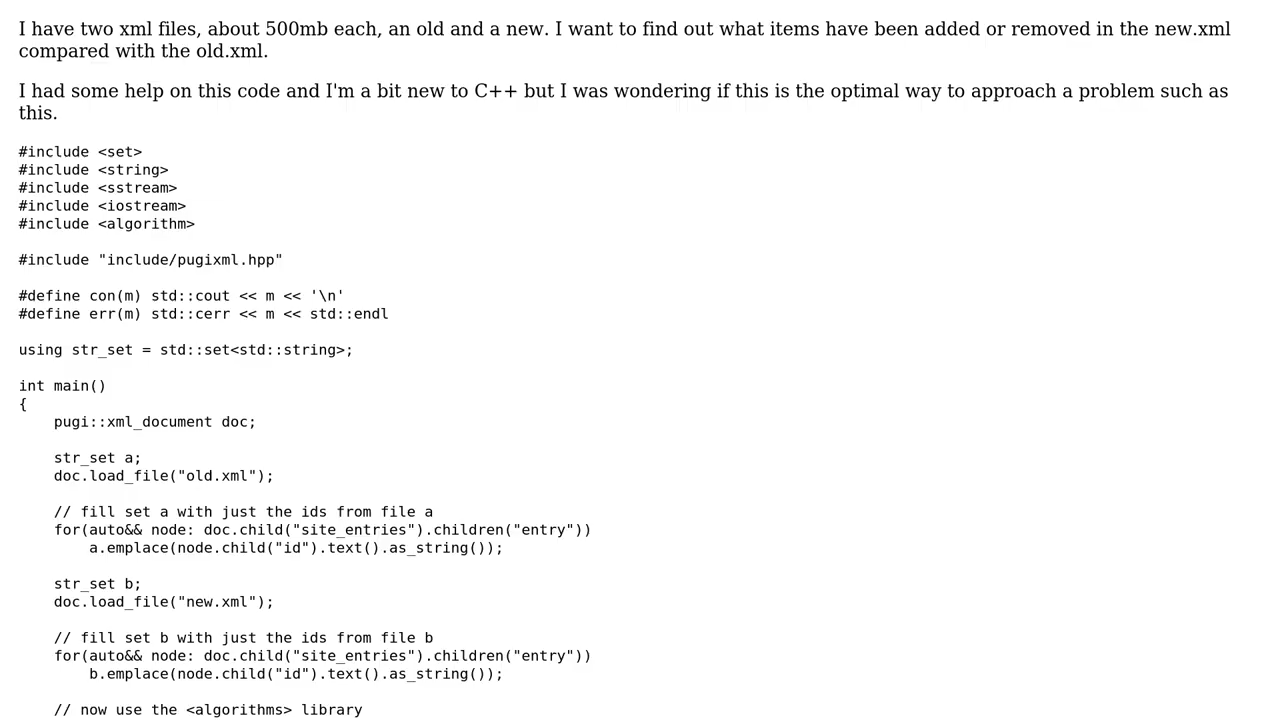 I have two xml files, about 500mb each, an old and a new. I want to find out what items have been added or removed in the new.xml
compared with the old.xml.
I had some help on this code and I'm a bit new to C++ but I was wondering if this is the optimal way to approach a problem such as
this.
#include <set>
#include <string>
#include <sstream>
#include <iostream>
#include <algorithm>
#include "include/pugixml.hpp"
#define con(m) std::cout << m << '\n'
#define err(m) std::cerr << m << std::endl
using str_set = std::set<std::string>;
int main()
{
    pugi::xml_document doc;
    str_set a;
    doc.load_file("old.xml");
    // fill set a with just the ids from file a
    for(auto&& node: doc.child("site_entries").children("entry"))
        a.emplace(node.child("id").text().as_string());
    str_set b;
    doc.load_file("new.xml");
    // fill set b with just the ids from file b
    for(auto&& node: doc.child("site_entries").children("entry"))
        b.emplace(node.child("id").text().as_string());
    // now use the <algorithms> library